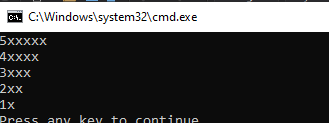 C:\Windows\system32\cmd.exe
5xxxxx
4xxxx
3xxx
2xx
1x
Press any key to continue